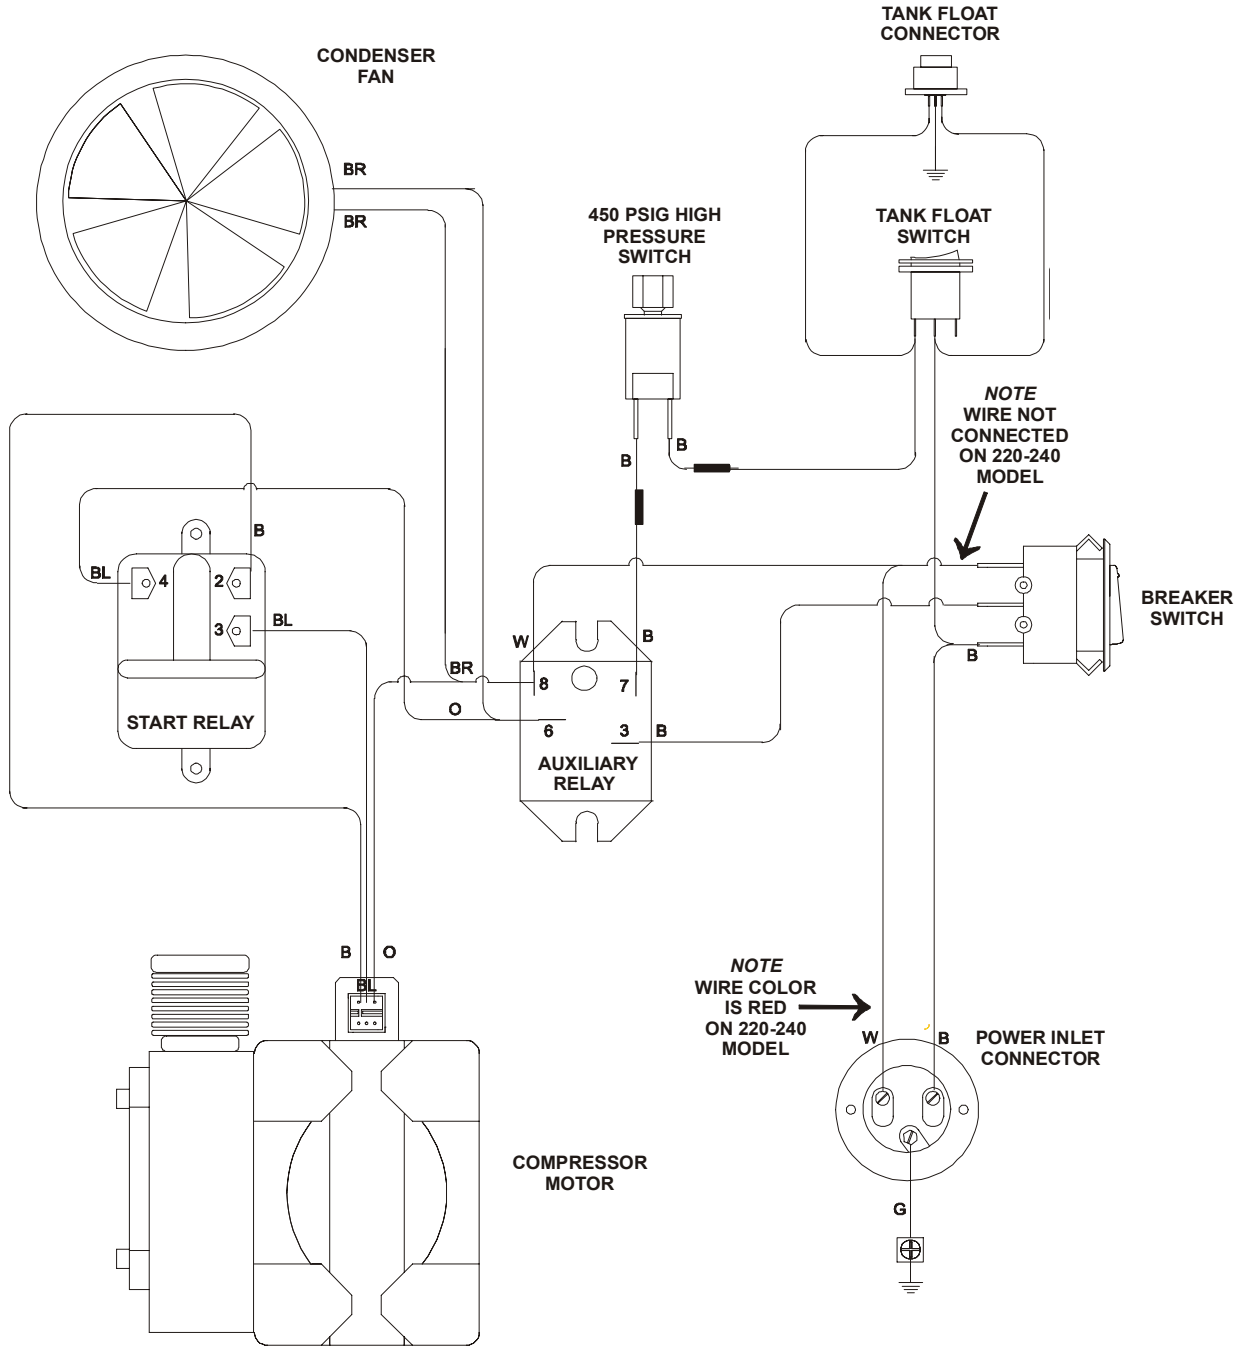 TANK FLOAT
CONNECTOR
CONDENSER
FAN
BR
BR
450 PSIG HIGH
PRESSURE
SWITCH
TANK FLOAT
SWITCH
NOTE
WIRE NOT
CONNECTED
ON 220-240
MODEL
B
B
B
BL
4
2
3
BL
START RELAY
BREAKER
SWITCH
W
B
B
BR
O
8
7
6
3
B
AUXILIARY
RELAY
B
O
BL
NOTE
WIRE COLOR
IS RED
ON 220-240
MODEL
W
B
POWER INLET
CONNECTOR
COMPRESSOR
MOTOR
G